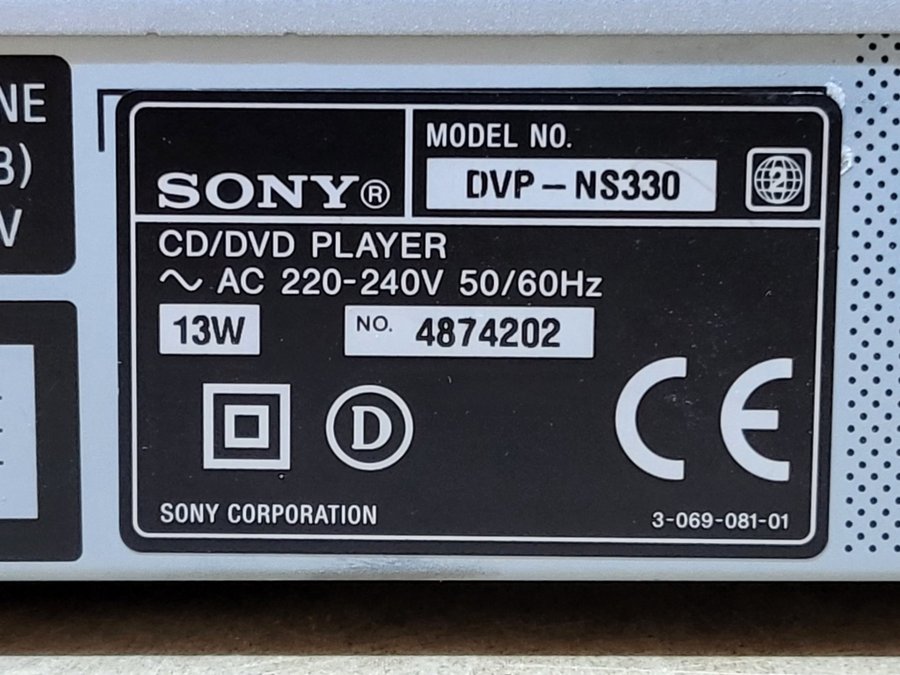 NE
B)
V
SONY®
MODEL NO.
DVP-NS330
2
CD/DVD PLAYER
~ AC 220-240V 50/60Hz
13W
NO. 4874202
D
CE
SONY CORPORATION
3-069-081-01